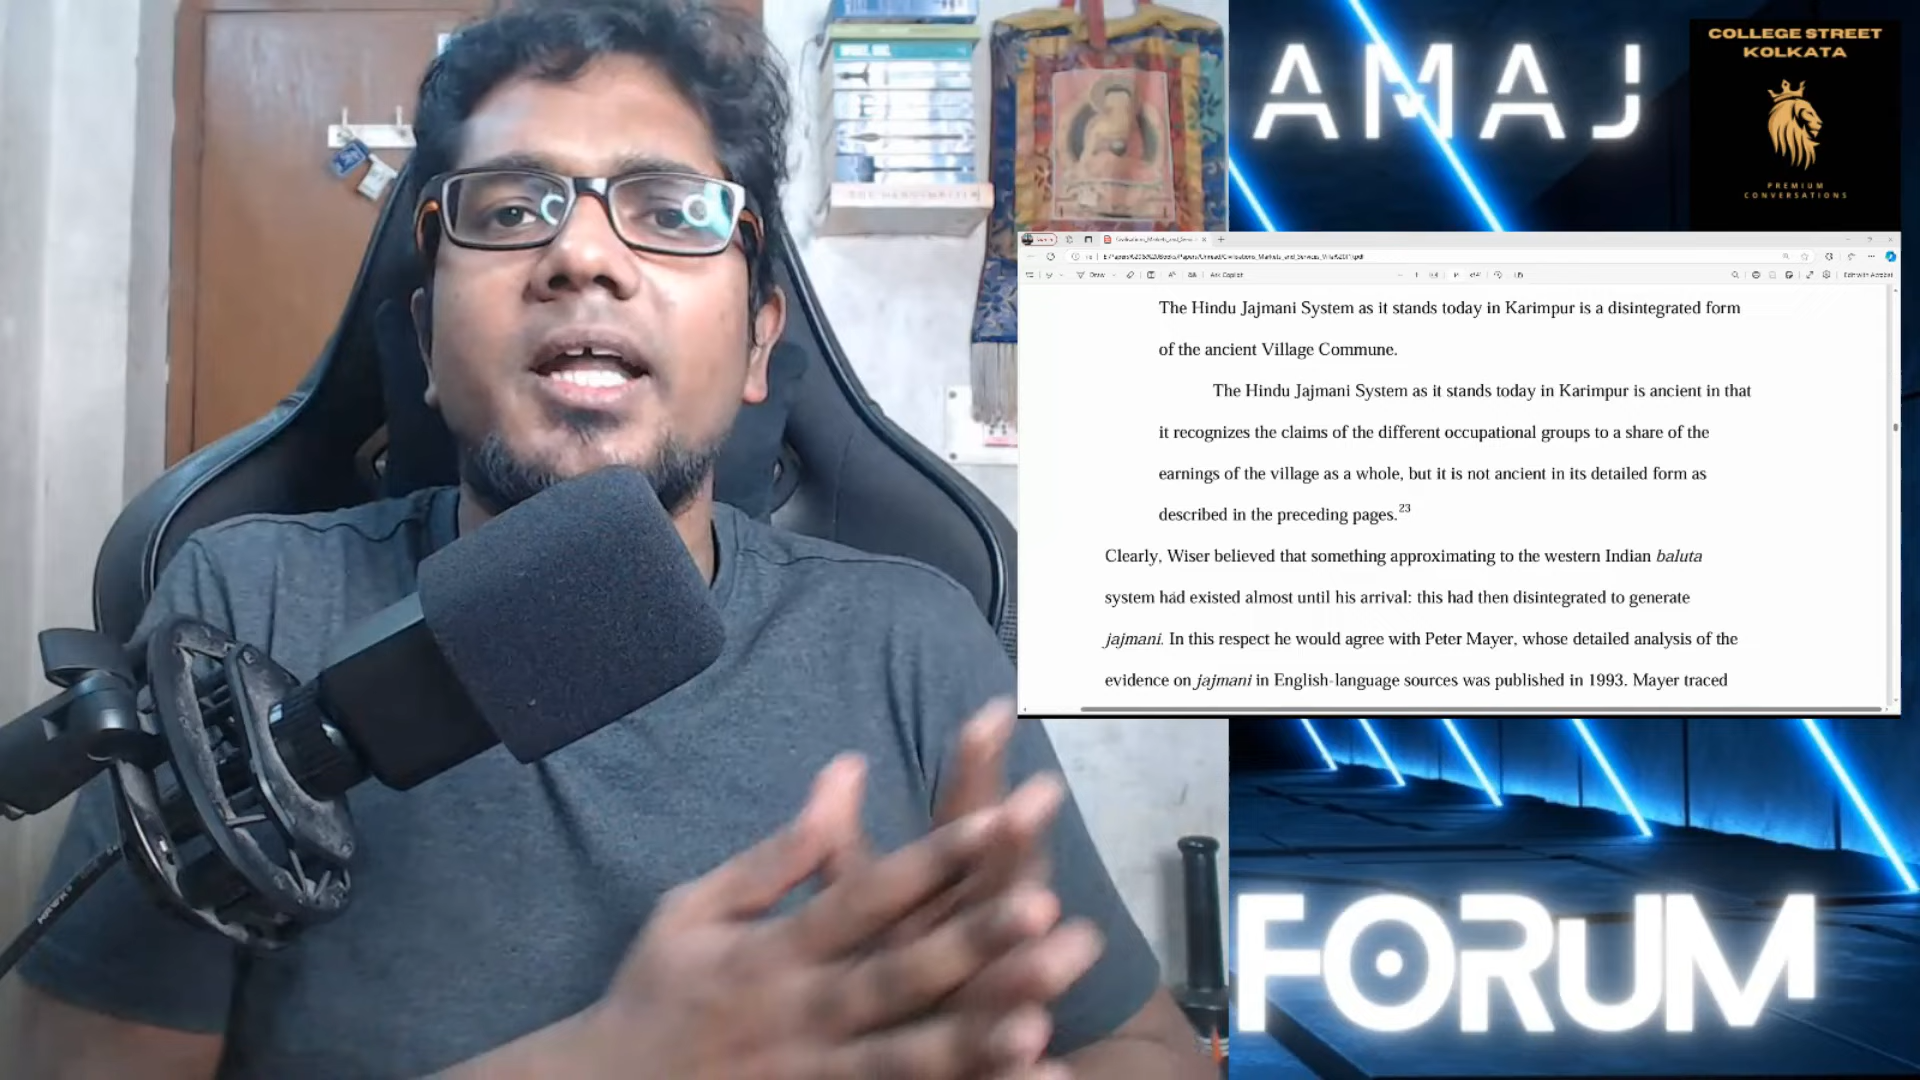 AMAJ
COLLEGE STREET
KOLKATA
PREMIUM
CONVERSATIONS
Draw
Ask Copilot
Edit with Acrobat
The Hindu Jajmani System as it stands today in Karimpur is a disintegrated form
of the ancient Village Commune.
The Hindu Jajmani System as it stands today in Karimpur is ancient in that
it recognizes the claims of the different occupational groups to a share of the
earnings of the village as a whole, but it is not ancient in its detailed form as
described in the preceding pages.23
Clearly, Wiser believed that something approximating to the western Indian baluta
system had existed almost until his arrival: this had then disintegrated to generate
jajmani. In this respect he would agree with Peter Mayer, whose detailed analysis of the
evidence on jajmani in English-language sources was published in 1993. Mayer traced
FORUM